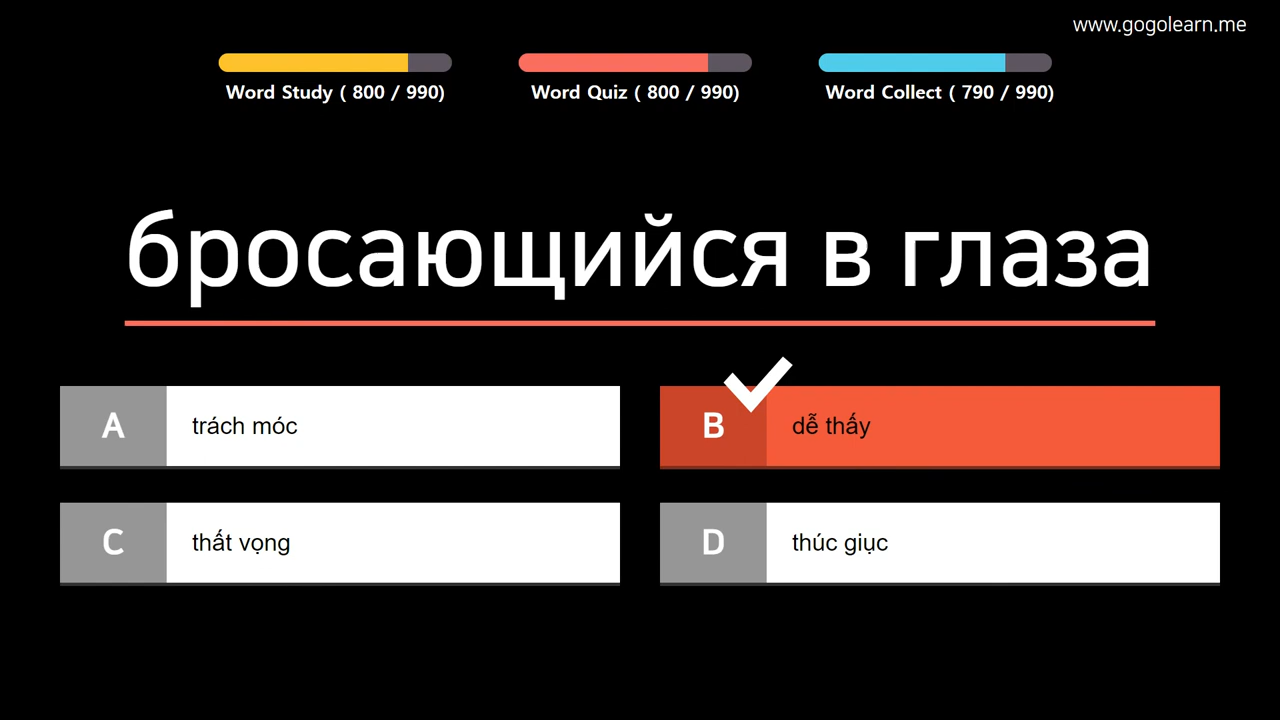 www.gogolearn.me
Word Study ( 800 / 990)
Word Quiz ( 800 / 990)
Word Collect ( 790 / 990)
бросающийся в глаза
A
trách móc
B
dễ thấy
C
thất vọng
D
thúc giục